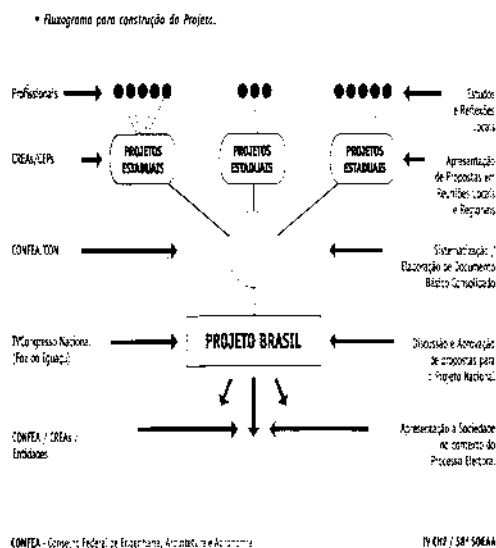 • Fluxograma para construção do Projeto.
Profissionais
Estudos
e Reflexões
Locais
CREAs/CEPs
PROJETOS
ESTADUAIS
PROJETOS
ESTADUAIS
PROJETOS
ESTADUAIS
Apresentação
de Propostas em
Reuniões Locais
e Regionais
Sistematização /
Elaboração de Documento
Básico Consolidado
IV Congresso Nacional
(Foz do Iguaçu)
PROJETO BRASIL
Discussão e Aprovação
de propostas para
o Projeto Nacional
CONFEA / CREAs /
Entidades
Apresentação à Sociedade
no contexto do
Processo Eleitoral
CONFEA - Conselho Federal de Engenharia, Arquitetura e Agronomia
58ª SOEAA